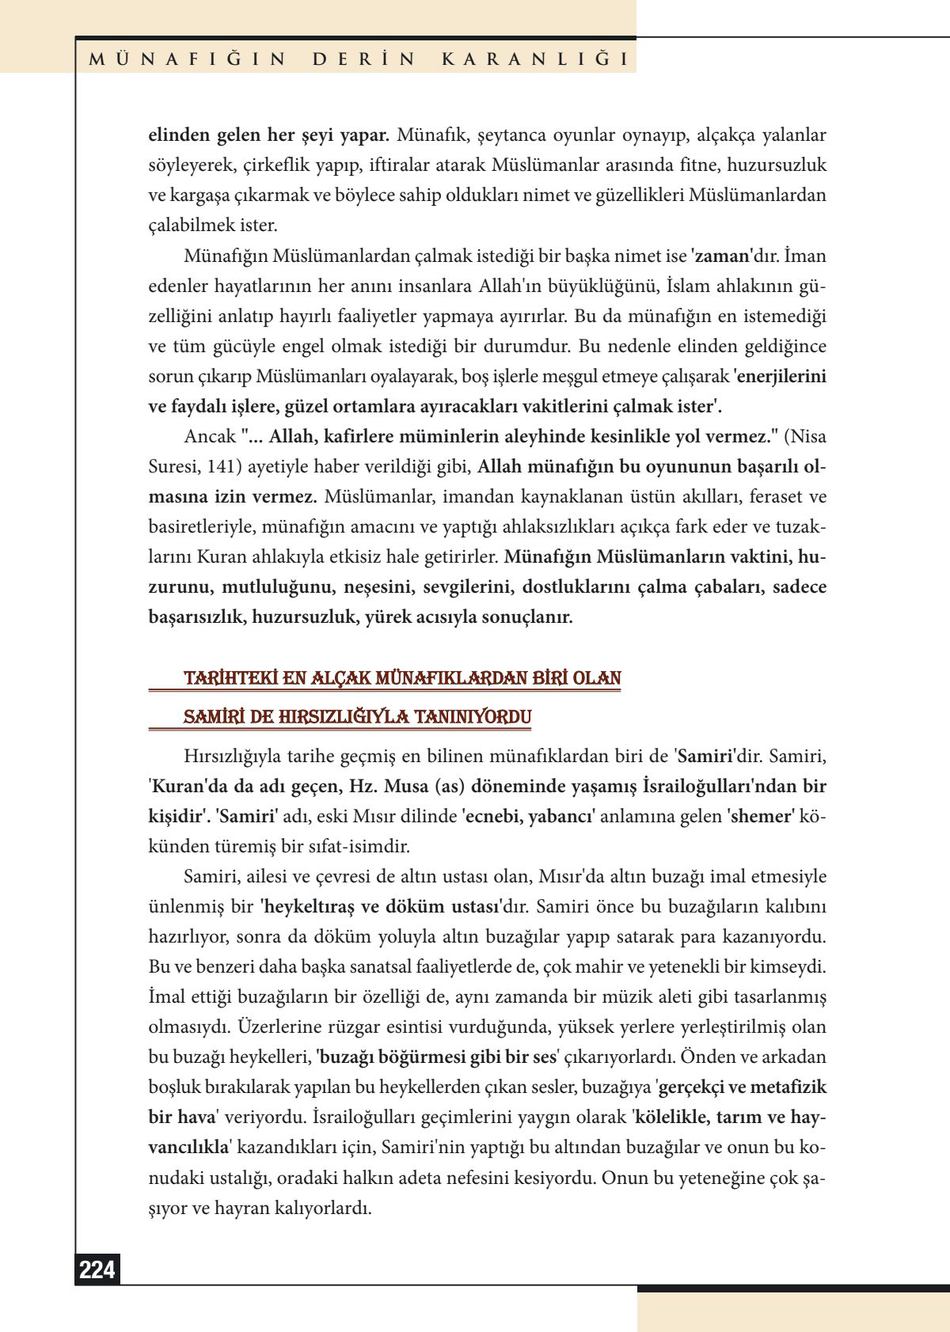 MÜNAFIĞIN DERİN KARANLIĞI
elinden gelen her şeyi yapar. Münafık, şeytanca oyunlar oynayıp, alçakça yalanlar
söyleyerek, çirkeflik yapıp, iftiralar atarak Müslümanlar arasında fitne, huzursuzluk
ve kargaşa çıkarmak ve böylece sahip oldukları nimet ve güzellikleri Müslümanlardan
çalabilmek ister.
Münafığın Müslümanlardan çalmak istediği bir başka nimet ise 'zaman'dır. İman
edenler hayatlarının her anını insanlara Allah'ın büyüklüğünü, İslam ahlakının gü-
zelliğini anlatıp hayırlı faaliyetler yapmaya ayırırlar. Bu da münafığın en istemediği
ve tüm gücüyle engel olmak istediği bir durumdur. Bu nedenle elinden geldiğince
sorun çıkarıp Müslümanları oyalayarak, boş işlerle meşgul etmeye çalışarak 'enerjilerini
ve faydalı işlere, güzel ortamlara ayıracakları vakitlerini çalmak ister'.
Ancak "... Allah, kafirlere müminlerin aleyhinde kesinlikle yol vermez." (Nisa
Suresi, 141) ayetiyle haber verildiği gibi, Allah münafığın bu oyununun başarılı ol-
masına izin vermez. Müslümanlar, imandan kaynaklanan üstün akılları, feraset ve
basiretleriyle, münafığın amacını ve yaptığı ahlaksızlıkları açıkça fark eder ve tuzak-
larını Kuran ahlakıyla etkisiz hale getirirler. Münafığın Müslümanların vaktini, hu-
zurunu, mutluluğunu, neşesini, sevgilerini, dostluklarını çalma çabaları, sadece
başarısızlık, huzursuzluk, yürek acısıyla sonuçlanır.
TARİHTEKİ EN ALÇAK MÜNAFIKLARDAN BİRİ OLAN
SAMİRİ DE HIRSIZLIĞIYLA TANINIYORDU
Hırsızlığıyla tarihe geçmiş en bilinen münafıklardan biri de 'Samiri'dir. Samiri,
'Kuran'da da adı geçen, Hz. Musa (as) döneminde yaşamış İsrailoğulları'ndan bir
kişidir'. 'Samiri' adı, eski Mısır dilinde 'ecnebi, yabancı' anlamına gelen 'shemer' kö-
künden türemiş bir sıfat-isimdir.
Samiri, ailesi ve çevresi de altın ustası olan, Mısır'da altın buzağı imal etmesiyle
ünlenmiş bir 'heykeltıraş ve döküm ustası'dır. Samiri önce bu buzağıların kalıbını
hazırlıyor, sonra da döküm yoluyla altın buzağılar yapıp satarak para kazanıyordu.
Bu ve benzeri daha başka sanatsal faaliyetlerde de, çok mahir ve yetenekli bir kimseydi.
İmal ettiği buzağıların bir özelliği de, aynı zamanda bir müzik aleti gibi tasarlanmış
olmasıydı. Üzerlerine rüzgar esintisi vurduğunda, yüksek yerlere yerleştirilmiş olan
bu buzağı heykelleri, 'buzağı böğürmesi gibi bir ses' çıkarıyorlardı. Önden ve arkadan
boşluk bırakılarak yapılan bu heykellerden çıkan sesler, buzağıya 'gerçekçi ve metafizik
bir hava' veriyordu. İsrailoğulları geçimlerini yaygın olarak 'kölelikle, tarım ve hay-
vancılıkla' kazandıkları için, Samiri'nin yaptığı bu altından buzağılar ve onun bu ko-
nudaki ustalığı, oradaki halkın adeta nefesini kesiyordu. Onun bu yeteneğine çok şa-
şıyor ve hayran kalıyorlardı.
224